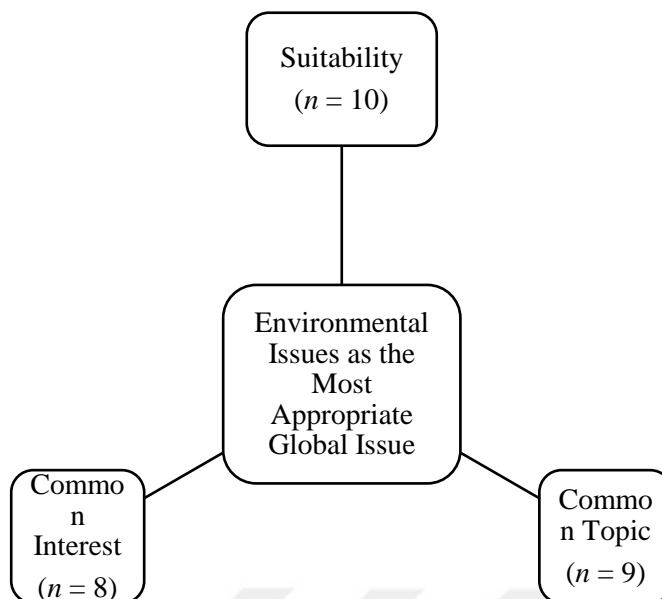 Suitability
(n = 10)
Environmental
Issues as the
Most
Appropriate
Global Issue
Commo
n
Interest
(n = 8)
Commo
n Topic
(n = 9)